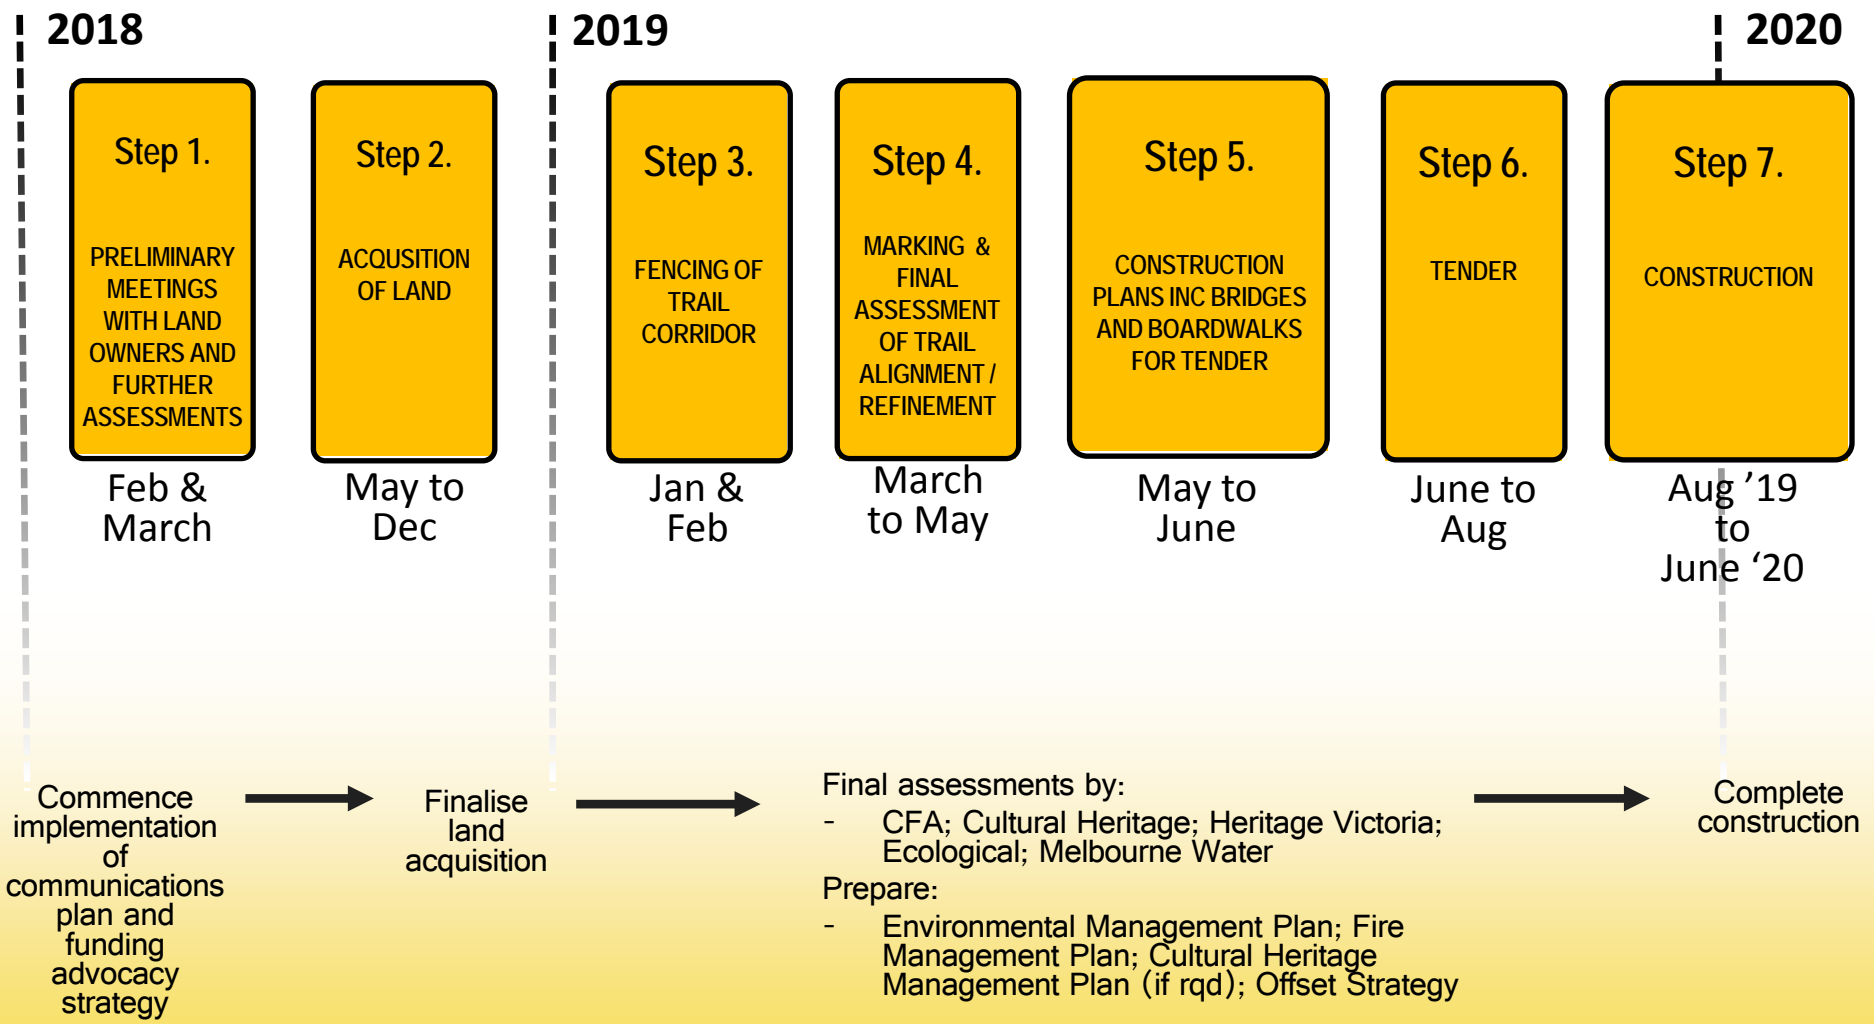 2018
2019
2020
Step 1.
PRELIMINARY
MEETINGS
WITH LAND
OWNERS AND
FURTHER
ASSESSMENTS
Feb &
March
Step 2.
ACQUSITION
OF LAND
May to
Dec
Step 3.
FENCING OF
TRAIL
CORRIDOR
Jan &
Feb
Step 4.
MARKING &
FINAL
ASSESSMENT
OF TRAIL
ALIGNMENT /
REFINEMENT
March
to May
Step 5.
CONSTRUCTION
PLANS INC BRIDGES
AND BOARDWALKS
FOR TENDER
May to
June
Step 6.
TENDER
June to
Aug
Step 7.
CONSTRUCTION
Aug ’19
to
June ‘20
Commence
implementation
of
communications
plan and
funding
advocacy
strategy
Finalise
land
acquisition
Final assessments by:
- CFA; Cultural Heritage; Heritage Victoria;
Ecological; Melbourne Water
Prepare:
- Environmental Management Plan; Fire
Management Plan; Cultural Heritage
Management Plan (if rqd); Offset Strategy
Complete
construction